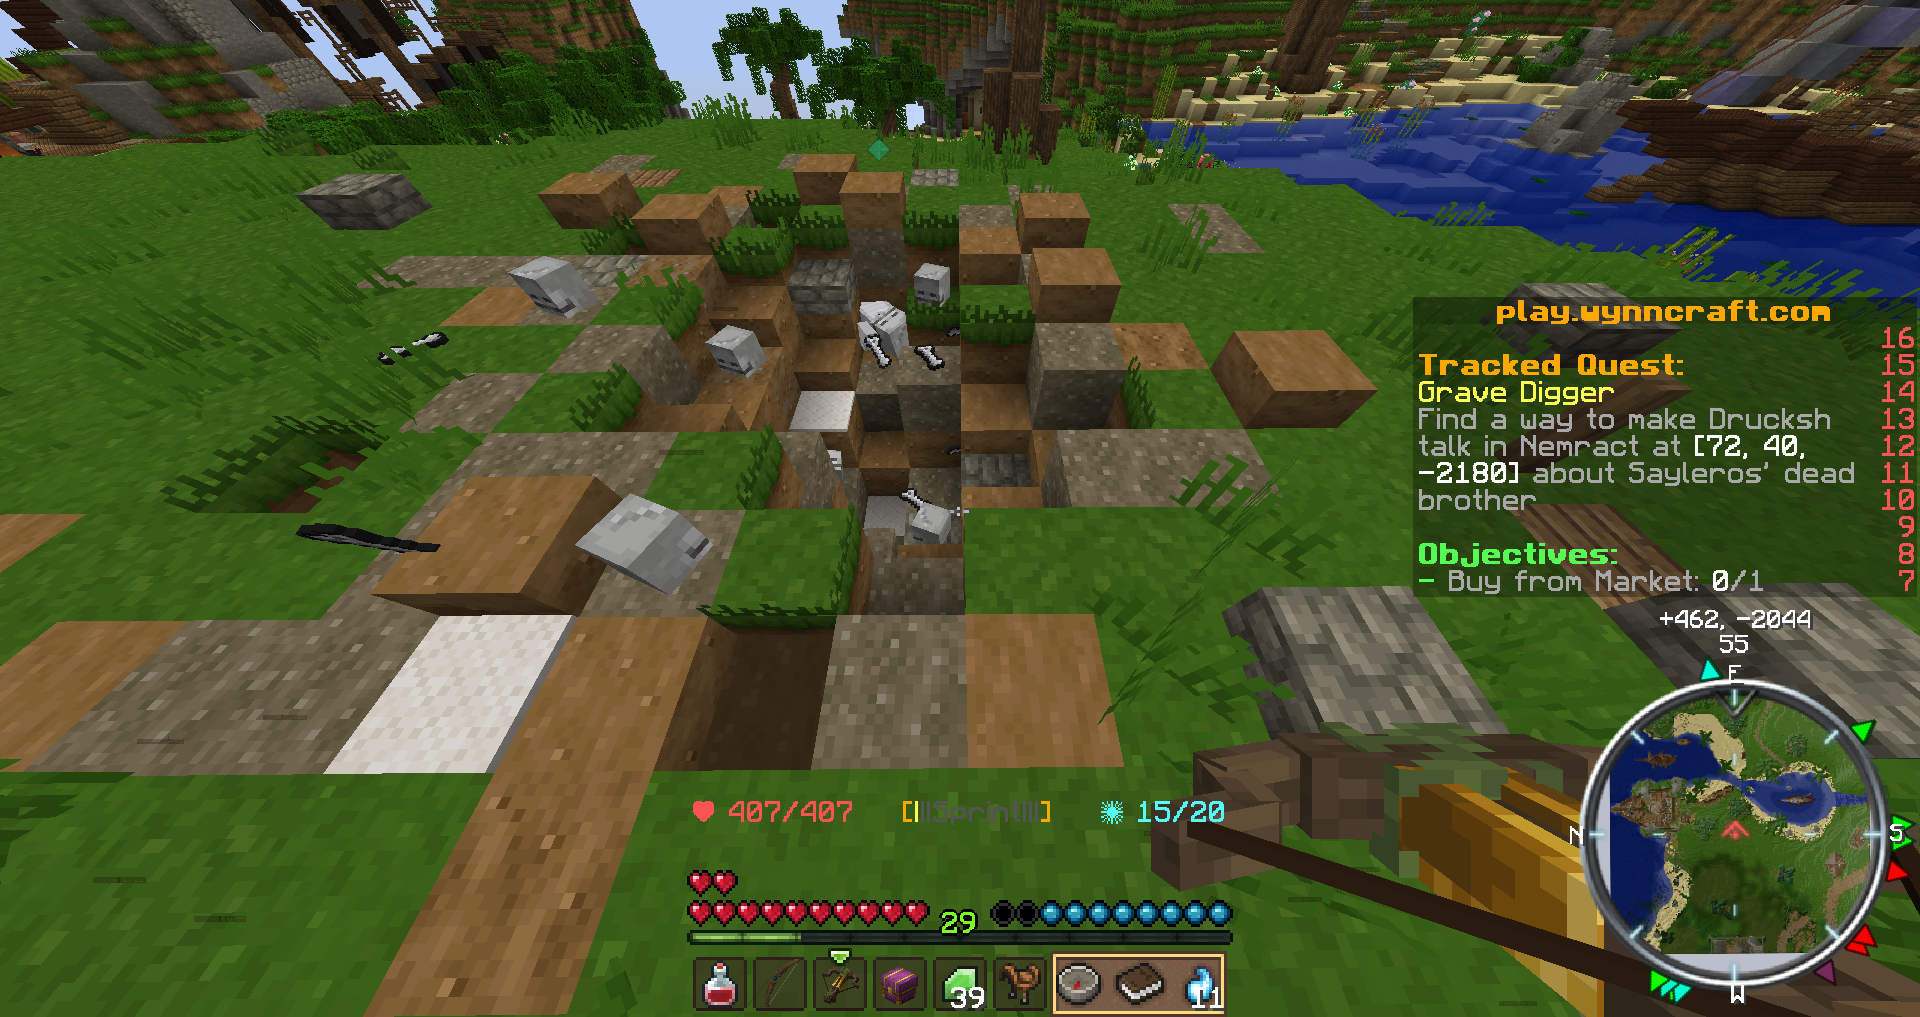 play.wynncraft.com
16
Tracked Quest: 15
Grave Digger 14
Find a way to make Drucksh 13
talk in Nemract at [72, 40, 12
-2180] about Sayleros' dead 11
brother 10
9
Objectives: 8
- Buy from Market: 0/1 7
+462, -2044
55
E
N
S
W
407/407 [||Sprint||] 15/20
29
39
11